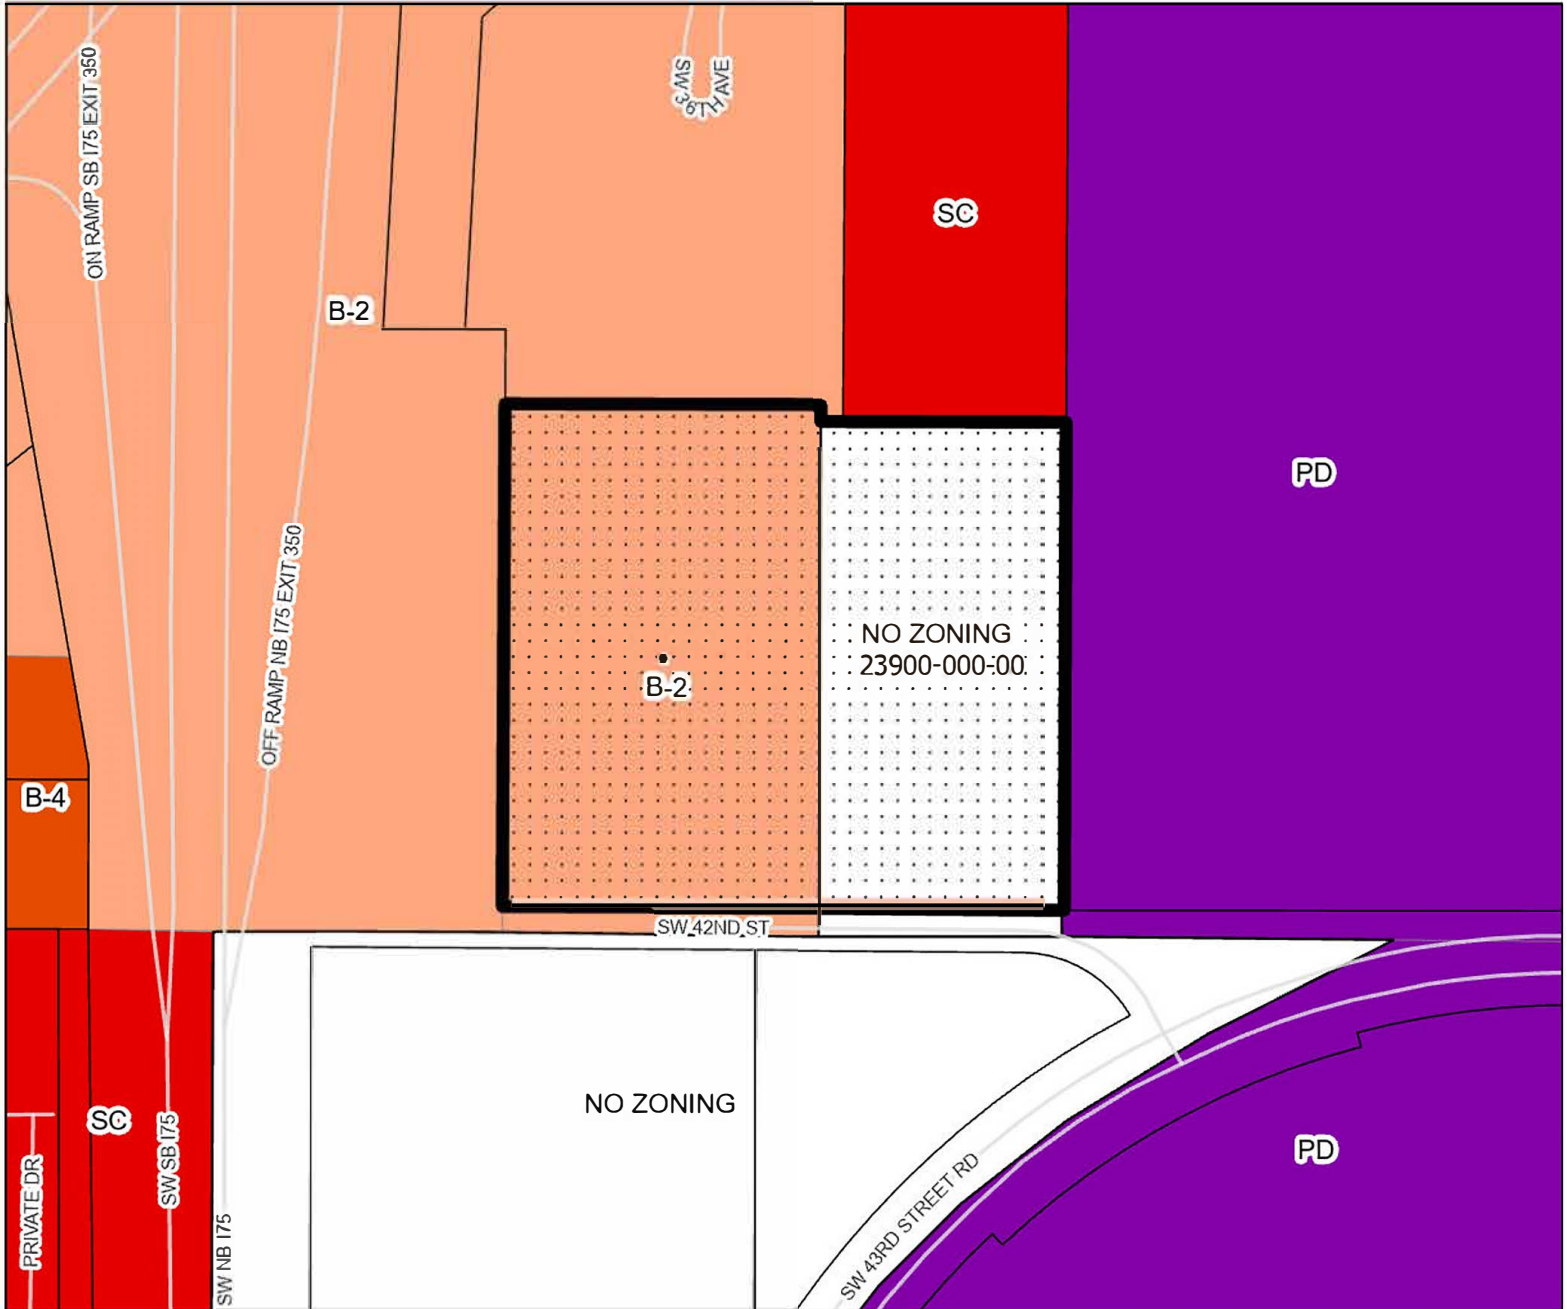 ON RAMP SB I75 EXIT 350
SW 36TH AVE
SC
B-2
PD
OFF RAMP NB I75 EXIT 350
NO ZONING
23900-000-00
B-2
B-4
SW 42ND ST
NO ZONING
SC
SW SB I75
PD
PRIVATE DR
SW NB I75
SW 43RD STREET RD